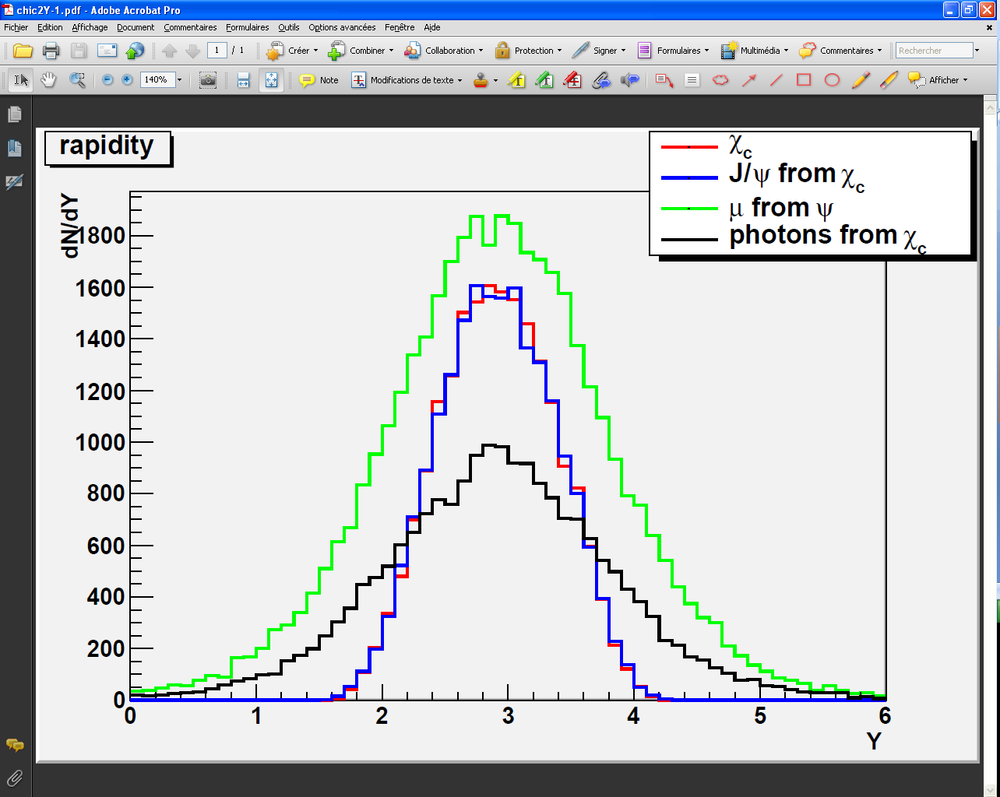 chic2Y-1.pdf - Adobe Acrobat Pro
Fichier Edition Affichage Document Commentaires Formulaires Outils Options avancées Fenêtre Aide
1 / 1 Créer Combiner Collaboration Protection Signer Formulaires Multimédia Commentaires Rechercher
140% Note Modifications de texte Afficher
rapidity
χc
J/ψ from χc
μ from ψ
photons from χc
dN/dY
1800
1600
1400
1200
1000
800
600
400
200
0
0 1 2 3 4 5 6
Y